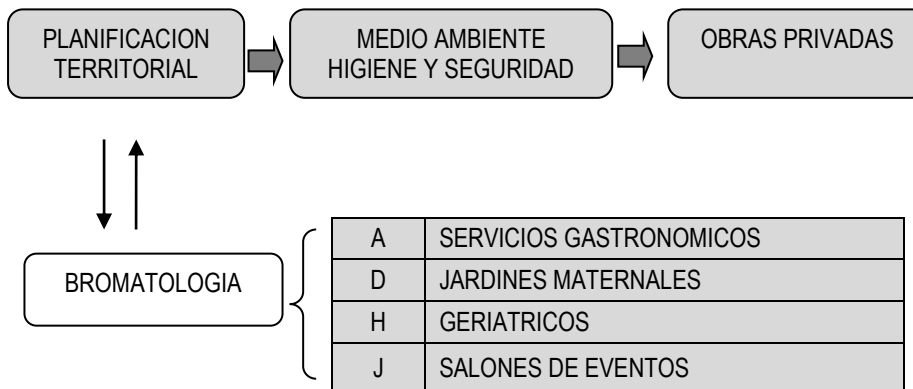 PLANIFICACION
TERRITORIAL
MEDIO AMBIENTE
HIGIENE Y SEGURIDAD
OBRAS PRIVADAS
BROMATOLOGIA
A SERVICIOS GASTRONOMICOS
D JARDINES MATERNALES
H GERIATRICOS
J SALONES DE EVENTOS